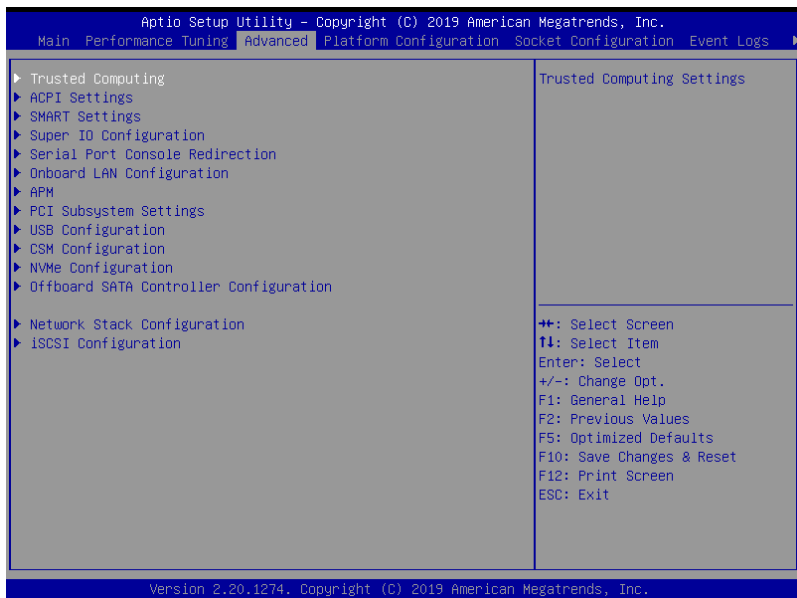 Aptio Setup Utility – Copyright (C) 2019 American Megatrends, Inc.
Main Performance Tuning Advanced Platform Configuration Socket Configuration Event Logs
Trusted Computing
ACPI Settings
SMART Settings
Super IO Configuration
Serial Port Console Redirection
Onboard LAN Configuration
APM
PCI Subsystem Settings
USB Configuration
CSM Configuration
NVMe Configuration
Offboard SATA Controller Configuration
Network Stack Configuration
iSCSI Configuration
Trusted Computing Settings
→←: Select Screen
↑↓: Select Item
Enter: Select
+/-: Change Opt.
F1: General Help
F2: Previous Values
F5: Optimized Defaults
F10: Save Changes & Reset
F12: Print Screen
ESC: Exit
Version 2.20.1274. Copyright (C) 2019 American Megatrends, Inc.